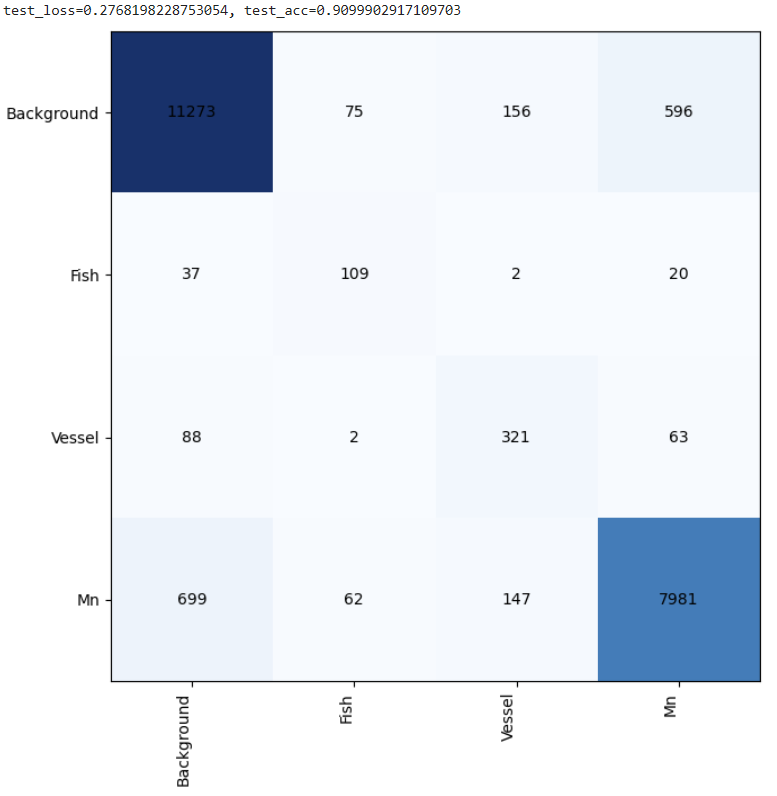 test_loss=0.2768198228753054, test_acc=0.9099902917109703
Background 11273 75 156 596
Fish 37 109 2 20
Vessel 88 2 321 63
Mn 699 62 147 7981
Background Fish Vessel Mn